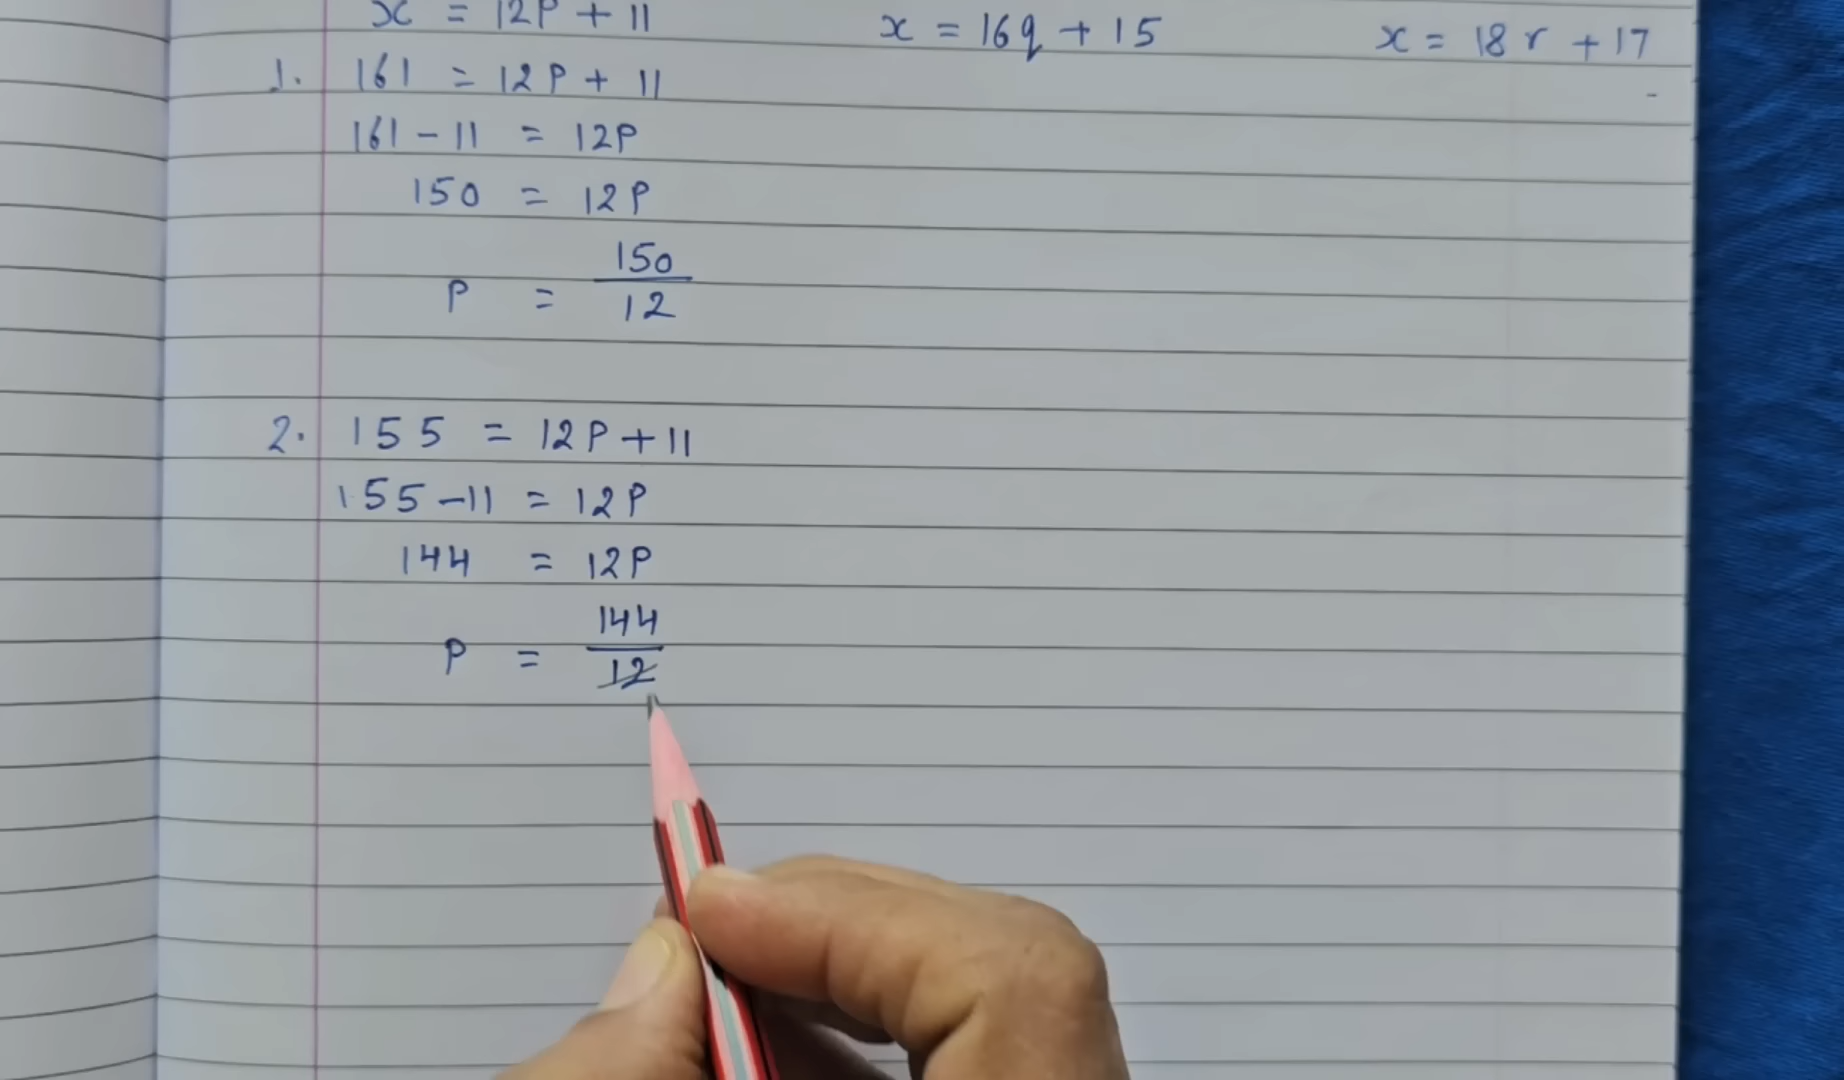 x = 12P + 11 x = 16q + 15 x = 18r + 17
1. 161 = 12P + 11
161 - 11 = 12P
150 = 12P
P = 150/12
2. 155 = 12P + 11
155 - 11 = 12P
144 = 12P
P = 144/12